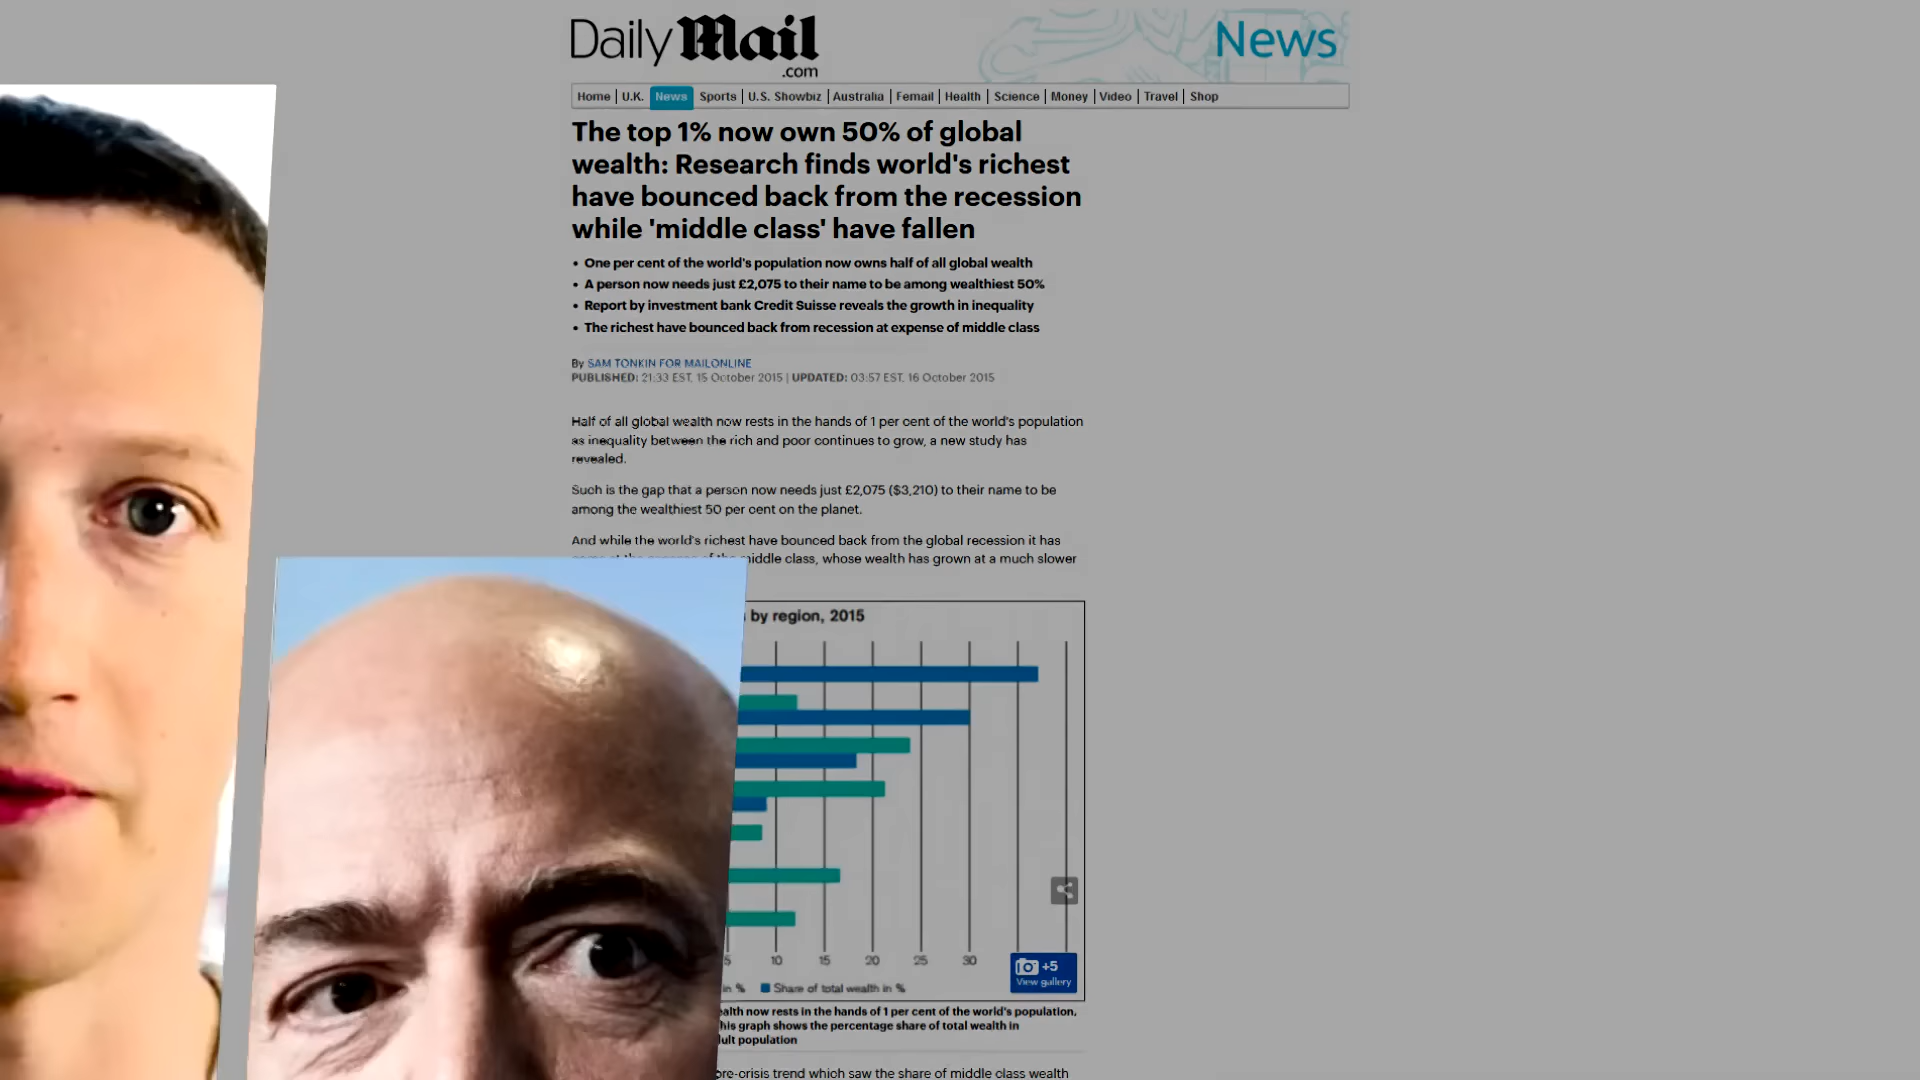 Daily Mail
.com
News
Home | U.K. News Sports | U.S. Showbiz | Australia | Femail | Health | Science | Money | Video | Travel | Shop
The top 1% now own 50% of global
wealth: Research finds world's richest
have bounced back from the recession
while 'middle class' have fallen
• One per cent of the world's population now owns half of all global wealth
• A person now needs just £2,075 to their name to be among wealthiest 50%
• Report by investment bank Credit Suisse reveals the growth in inequality
• The richest have bounced back from recession at expense of middle class
By SAM TONKIN FOR MAILONLINE
PUBLISHED: 21:33 EST, 15 October 2015 | UPDATED: 03:57 EST, 16 October 2015
Half of all global wealth now rests in the hands of 1 per cent of the world's population
as inequality between the rich and poor continues to grow, a new study has
revealed.
Such is the gap that a person now needs just £2,075 ($3,210) to their name to be
among the wealthiest 50 per cent on the planet.
And while the world's richest have bounced back from the global recession it has
middle class, whose wealth has grown at a much slower
by region, 2015
5 10 15 20 25 30
+5
View gallery
in % Share of total wealth in %
now rests in the hands of 1 per cent of the world's population.
graph shows the percentage share of total wealth in
population
trend which saw the share of middle class wealth